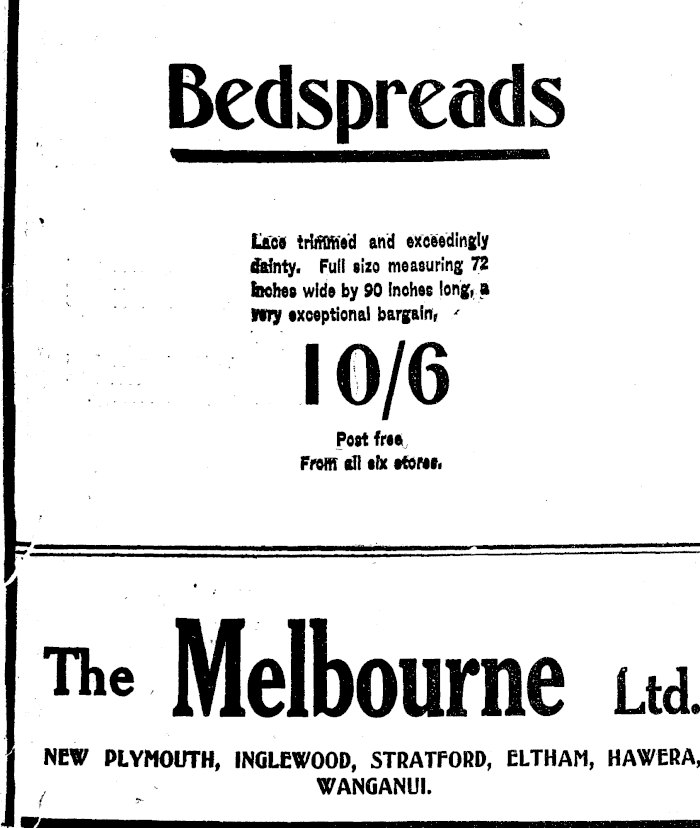 Bedspreads
Lace trimmed and exceedingly
dainty. Full size measuring 72
inches wide by 90 inches long, a
very exceptional bargain,
10/6
Post free
From all six stores.
The Melbourne Ltd.
NEW PLYMOUTH, INGLEWOOD, STRATFORD, ELTHAM, HAWERA,
WANGANUI.